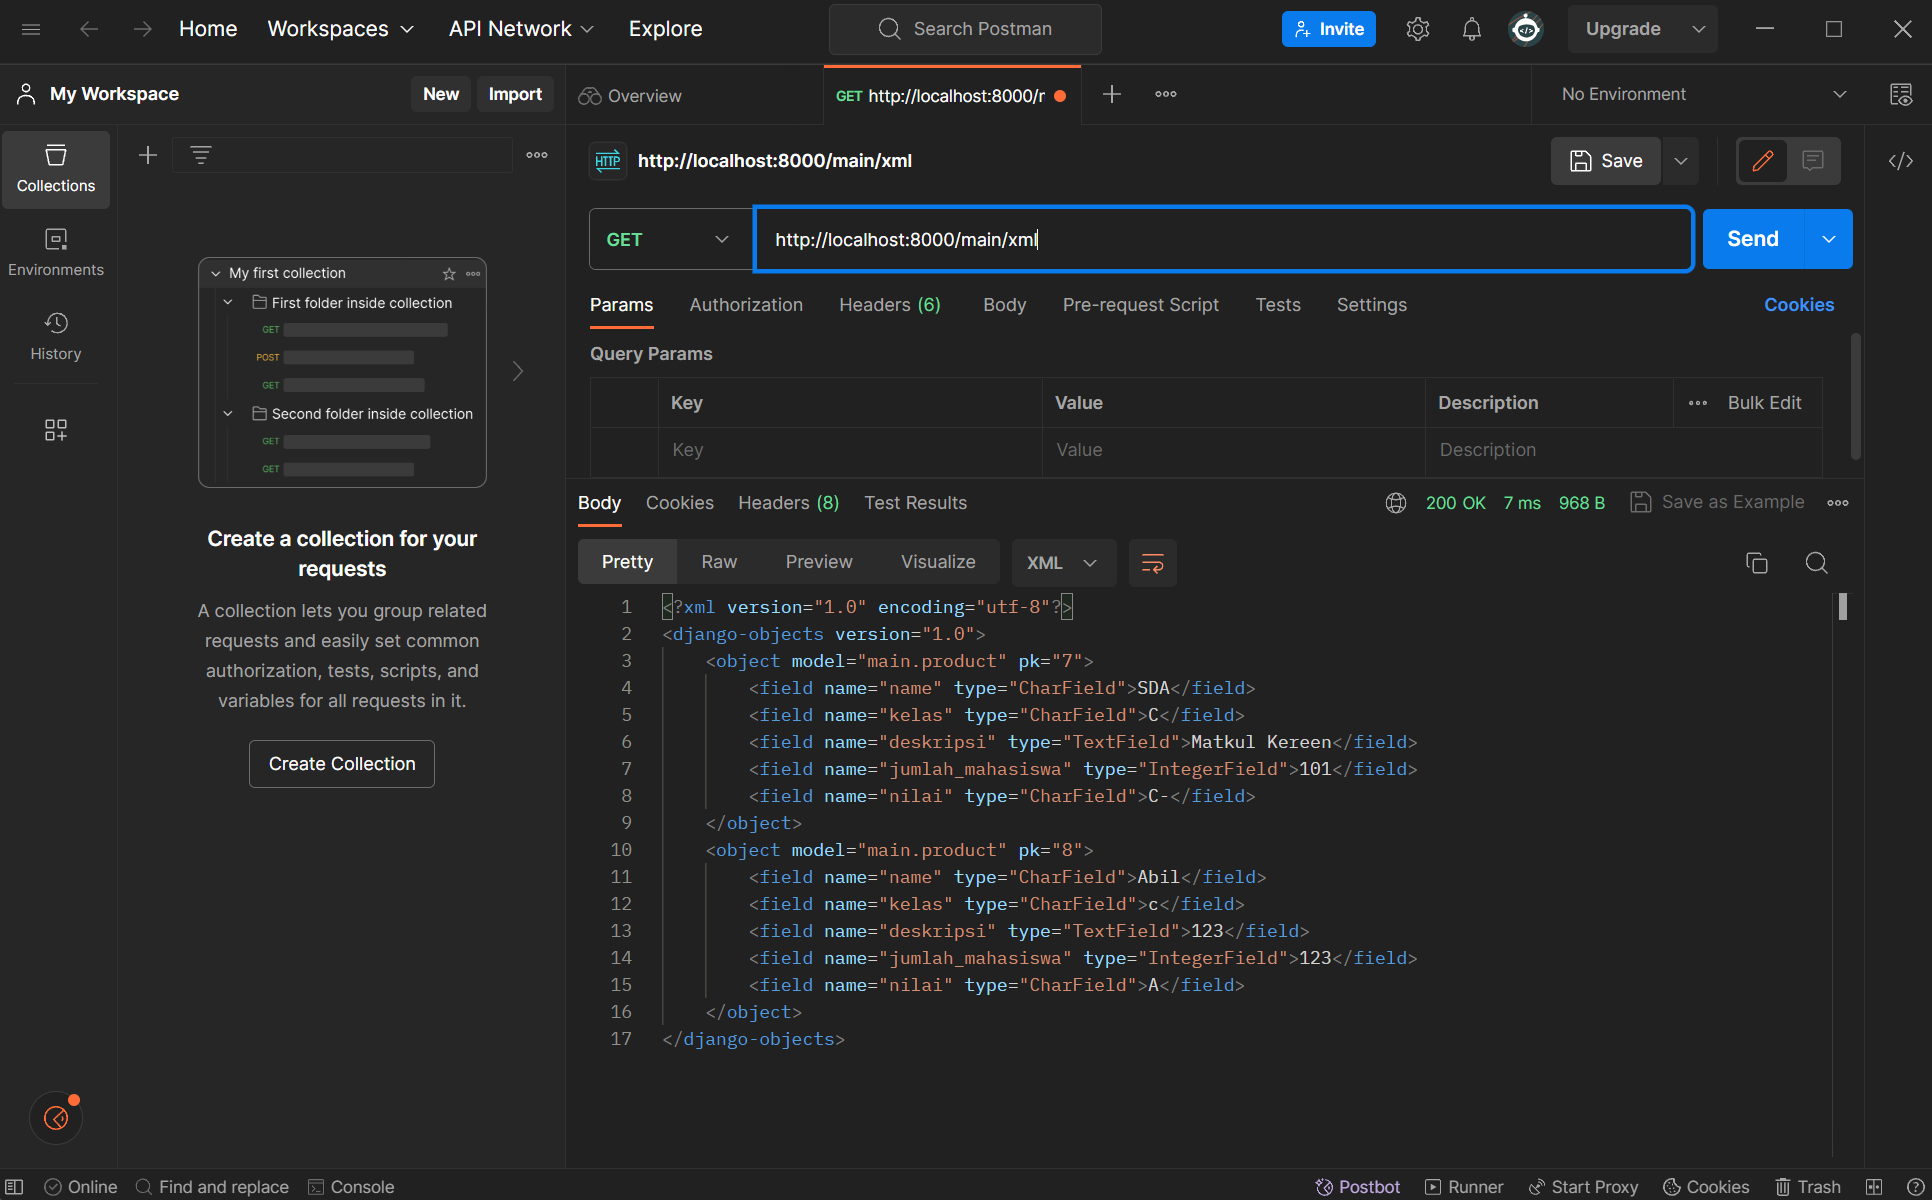 Home Workspaces API Network Explore Search Postman Invite Upgrade
My Workspace New Import Overview GET http://localhost:8000/r No Environment
HTTP http://localhost:8000/main/xml Save
Collections
GET http://localhost:8000/main/xml Send
Environments
History
My first collection
First folder inside collection
GET
POST
GET
Second folder inside collection
GET
GET
Create a collection for your
requests
A collection lets you group related
requests and easily set common
authorization, tests, scripts, and
variables for all requests in it.
Create Collection
Params Authorization Headers (6) Body Pre-request Script Tests Settings Cookies
Query Params
Key Value Description Bulk Edit
Key Value Description
Body Cookies Headers (8) Test Results 200 OK 7 ms 968 B Save as Example
Pretty Raw Preview Visualize XML
1 <?xml version="1.0" encoding="utf-8"?>
2 <django-objects version="1.0">
3 <object model="main.product" pk="7">
4 <field name="name" type="CharField">SDA</field>
5 <field name="kelas" type="CharField">C</field>
6 <field name="deskripsi" type="TextField">Matkul Kereen</field>
7 <field name="jumlah_mahasiswa" type="IntegerField">101</field>
8 <field name="nilai" type="CharField">C-</field>
9 </object>
10 <object model="main.product" pk="8">
11 <field name="name" type="CharField">Abil</field>
12 <field name="kelas" type="CharField">c</field>
13 <field name="deskripsi" type="TextField">123</field>
14 <field name="jumlah_mahasiswa" type="IntegerField">123</field>
15 <field name="nilai" type="CharField">A</field>
16 </object>
17 </django-objects>
Online Find and replace Console Postbot Runner Start Proxy Cookies Trash